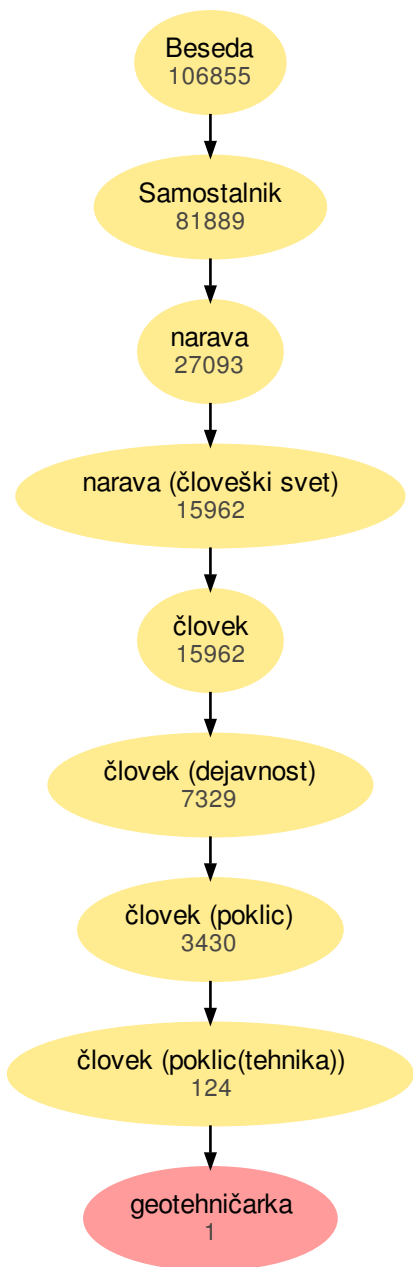 Beseda
106855
Samostalnik
81889
narava
27093
narava (človeški svet)
15962
človek
15962
človek (dejavnost)
7329
človek (poklic)
3430
človek (poklic(tehnika))
124
geotehničarka
1